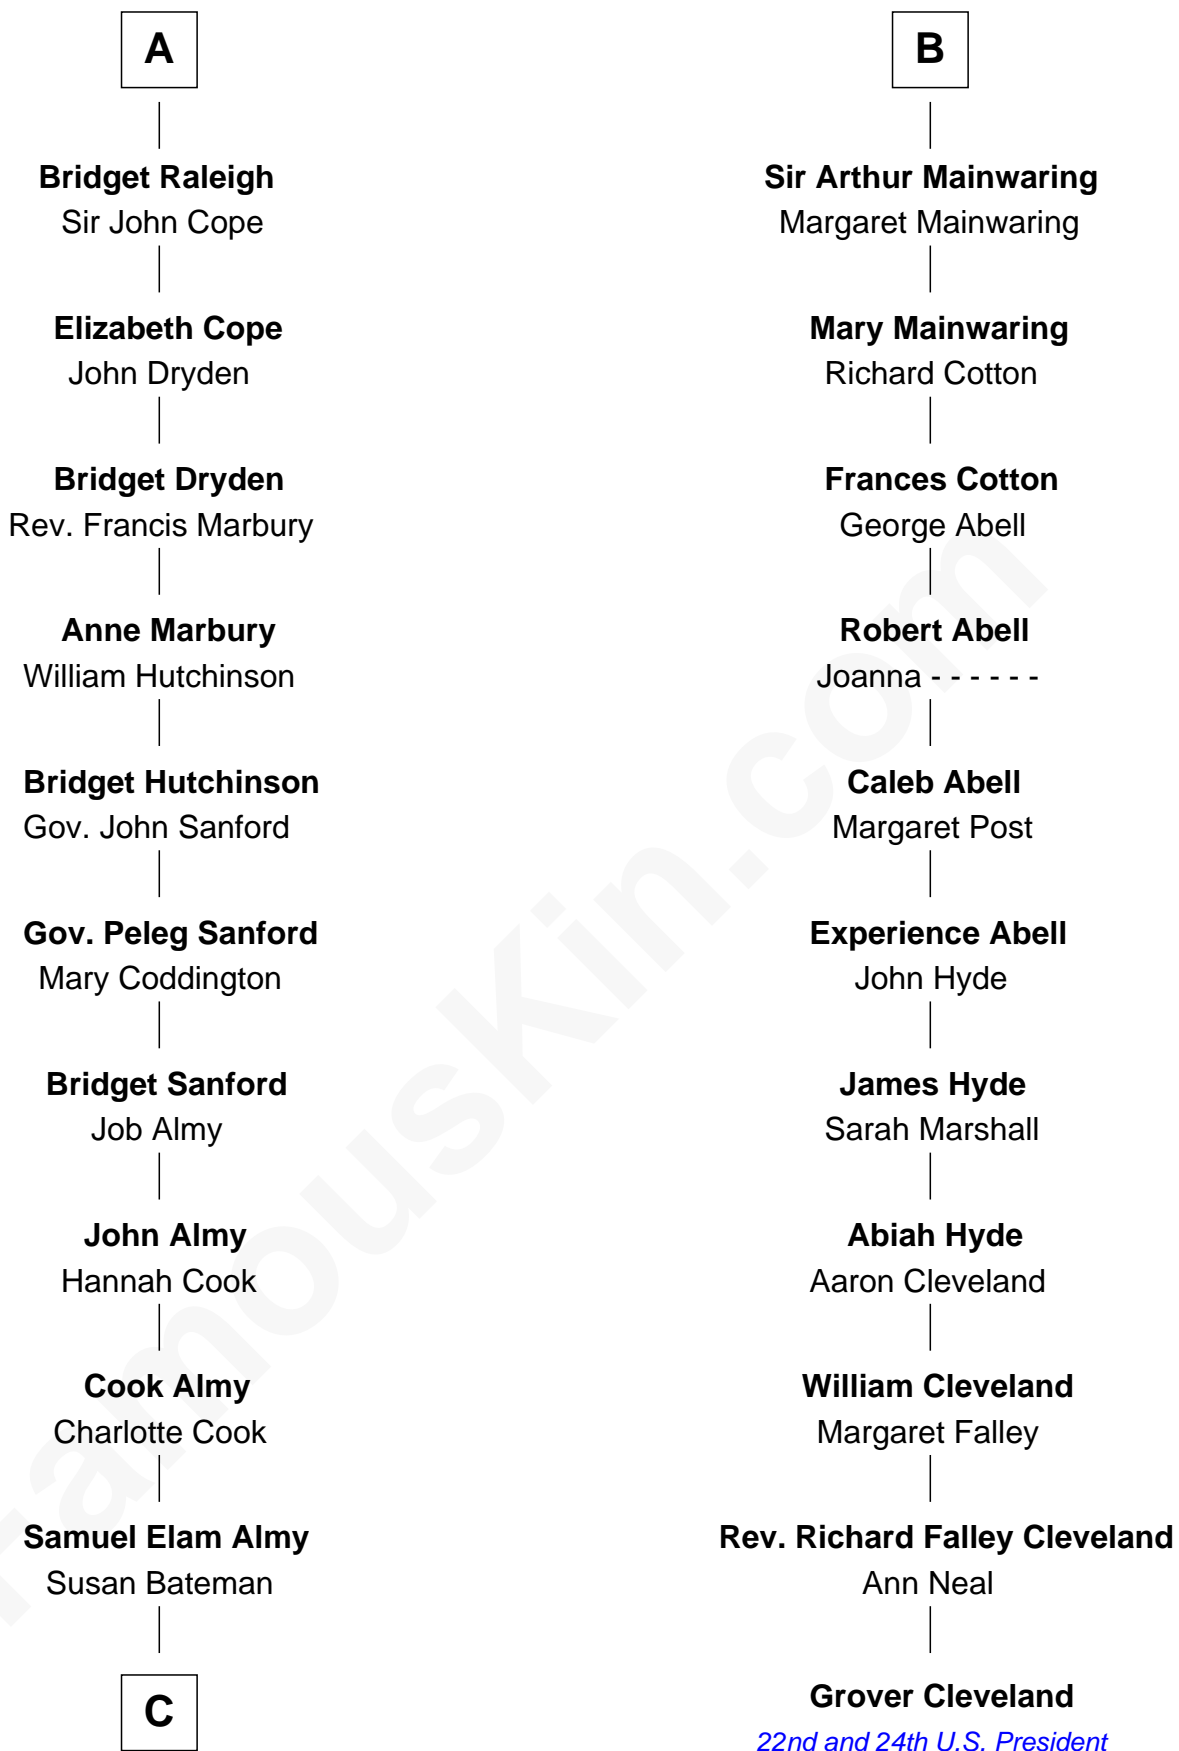 A
Bridget Raleigh
Sir John Cope
Elizabeth Cope
John Dryden
Bridget Dryden
Rev. Francis Marbury
Anne Marbury
William Hutchinson
Bridget Hutchinson
Gov. John Sanford
Gov. Peleg Sanford
Mary Coddington
Bridget Sanford
Job Almy
John Almy
Hannah Cook
Cook Almy
Charlotte Cook
Samuel Elam Almy
Susan Bateman
C
B
Sir Arthur Mainwaring
Margaret Mainwaring
Mary Mainwaring
Richard Cotton
Frances Cotton
George Abell
Robert Abell
Joanna - - - - - -
Caleb Abell
Margaret Post
Experience Abell
John Hyde
James Hyde
Sarah Marshall
Abiah Hyde
Aaron Cleveland
William Cleveland
Margaret Falley
Rev. Richard Falley Cleveland
Ann Neal
Grover Cleveland
22nd and 24th U.S. President
FamousKin.com